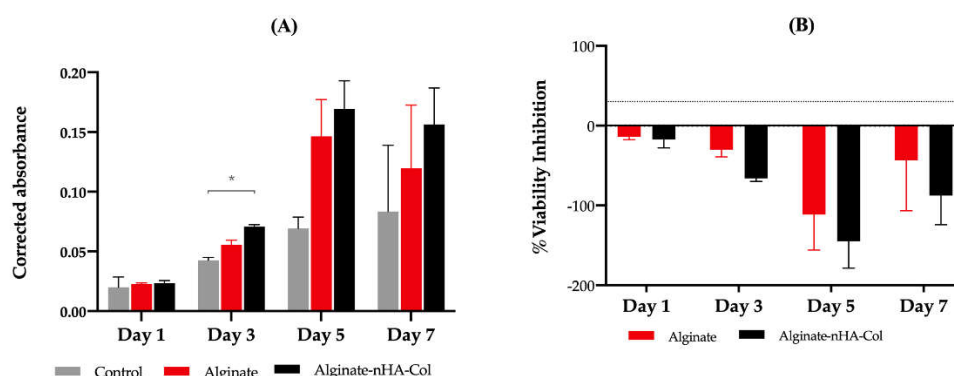 (A)
Corrected absorbance
0.20
0.15
0.10
0.05
0.00
*
Day 1 Day 3 Day 5 Day 7
Control Alginate Alginate-nHA-Col
(B)
% Viability Inhibition
100
0
-100
-200
Day 1 Day 3 Day 5 Day 7
Alginate Alginate-nHA-Col